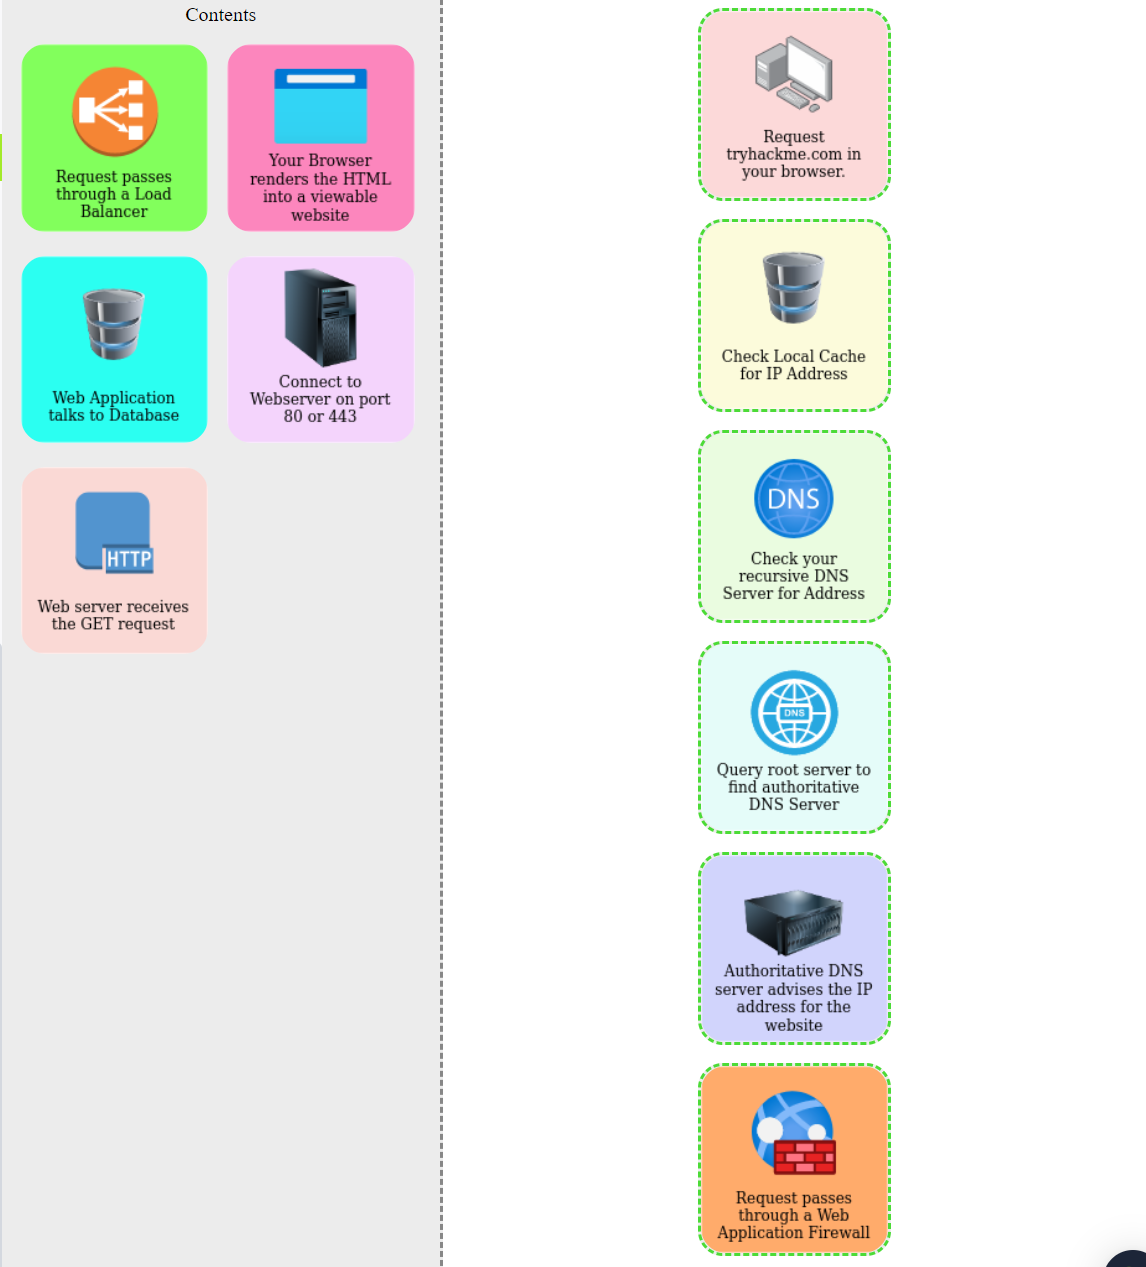 Contents
Request passes
through a Load
Balancer
Your Browser
renders the HTML
into a viewable
website
Web Application
talks to Database
Connect to
Webserver on port
80 or 443
HTTP
Web server receives
the GET request
Request
tryhackme.com in
your browser.
Check Local Cache
for IP Address
DNS
Check your
recursive DNS
Server for Address
DNS
Query root server to
find authoritative
DNS Server
Authoritative DNS
server advises the IP
address for the
website
Request passes
through a Web
Application Firewall